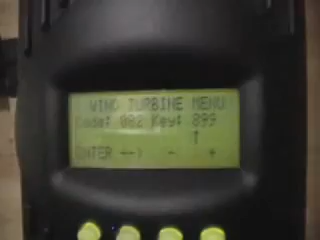 WIND TURBINE MENU
Code: 002 Key: 099
↑
ENTER --> - +